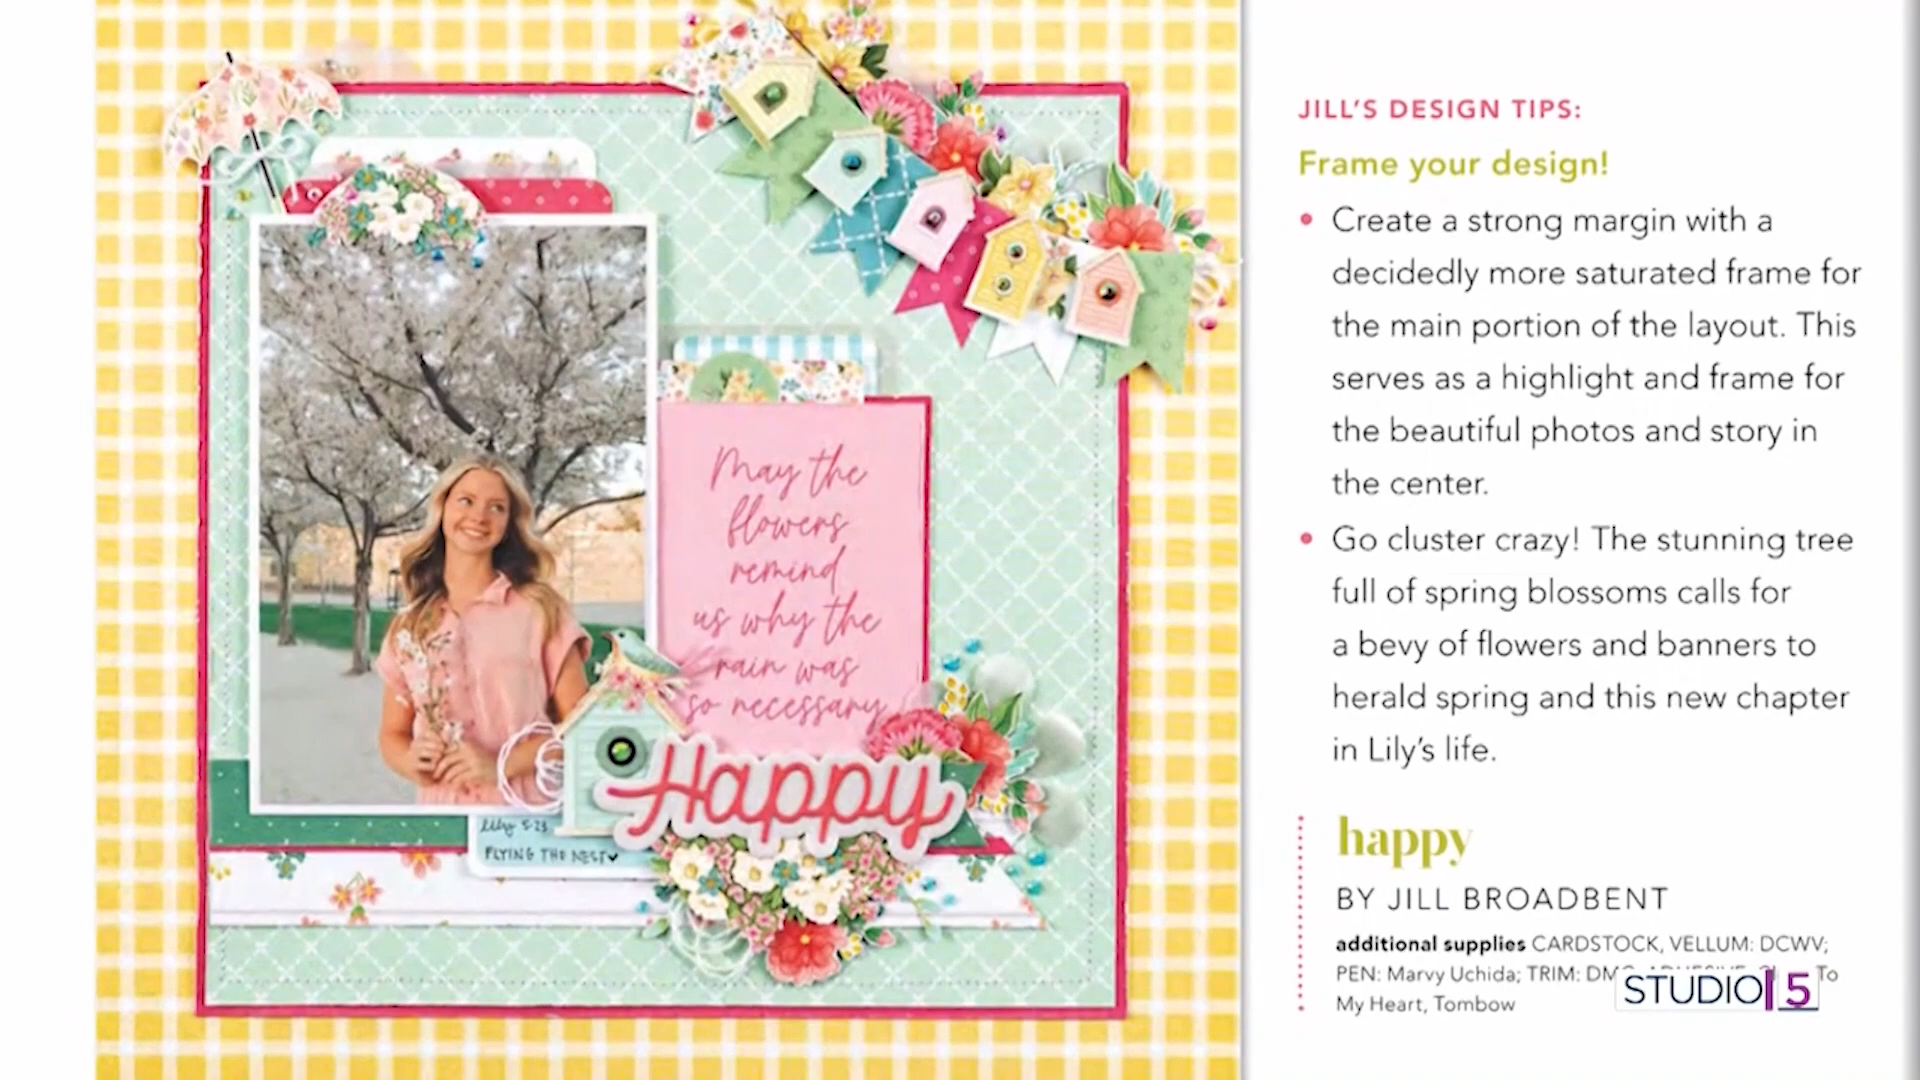 May the
flowers
remind
us why the
rain was
so necessary
Happy
Lily 5·23
FLYING THE NEST♥
JILL'S DESIGN TIPS:
Frame your design!
• Create a strong margin with a
decidedly more saturated frame for
the main portion of the layout. This
serves as a highlight and frame for
the beautiful photos and story in
the center.
• Go cluster crazy! The stunning tree
full of spring blossoms calls for
a bevy of flowers and banners to
herald spring and this new chapter
in Lily's life.
happy
BY JILL BROADBENT
additional supplies CARDSTOCK, VELLUM: DCWV;
PEN: Marvy Uchida; TRIM: To
My Heart, Tombow
STUDIO 5